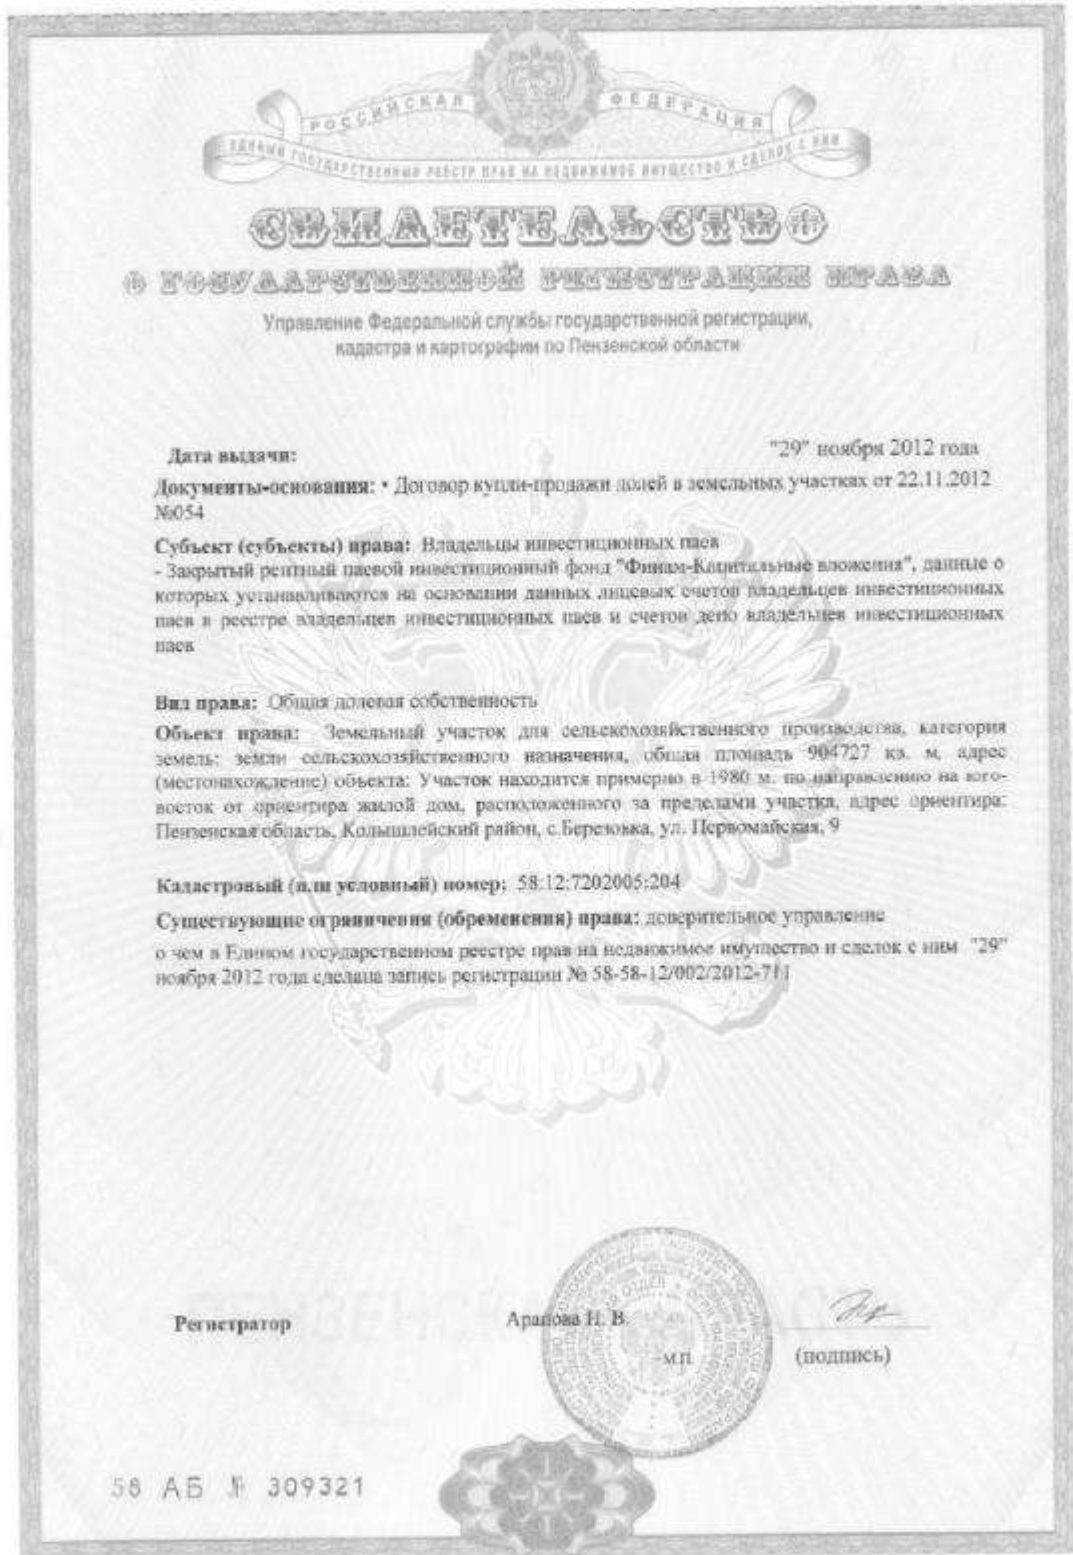 РОССИЙСКАЯ ФЕДЕРАЦИЯ
ЕДИНЫЙ ГОСУДАРСТВЕННЫЙ РЕЕСТР ПРАВ НА НЕДВИЖИМОЕ ИМУЩЕСТВО И СДЕЛОК С НИМ
СВИДЕТЕЛЬСТВО
О ГОСУДАРСТВЕННОЙ РЕГИСТРАЦИИ ПРАВА
Управление Федеральной службы государственной регистрации,
кадастра и картографии по Пензенской области
Дата выдачи: "29" ноября 2012 года
Документы-основания: • Договор купли-продажи долей в земельных участках от 22.11.2012
№054
Субъект (субъекты) права: Владельцы инвестиционных паев
- Закрытый рентный паевой инвестиционный фонд "Финам-Капитальные вложения", данные о
которых устанавливаются на основании данных лицевых счетов владельцев инвестиционных
паев в реестре владельцев инвестиционных паев и счетов депо владельцев инвестиционных
паев
Вид права: Общая долевая собственность
Объект права: Земельный участок для сельскохозяйственного производства, категория
земель: земли сельскохозяйственного назначения, общая площадь 904727 кв. м, адрес
(местонахождение) объекта: Участок находится примерно в 1980 м. по направлению на юго-
восток от ориентира жилой дом, расположенного за пределами участка, адрес ориентира:
Пензенская область, Колышлейский район, с.Березовка, ул. Первомайская, 9
Кадастровый (или условный) номер: 58:12:7202005:204
Существующие ограничения (обременения) права: доверительное управление
о чем в Едином государственном реестре прав на недвижимое имущество и сделок с ним "29"
ноября 2012 года сделана запись регистрации № 58-58-12/002/2012-711
Регистратор Арапова Н. В.
м.п. (подпись)
58 АБ № 309321